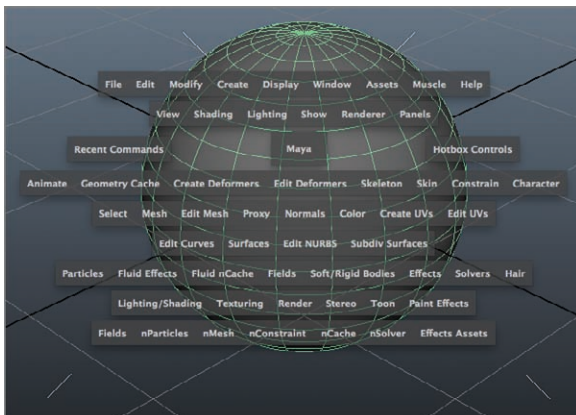 File Edit Modify Create Display Window Assets Muscle Help
View Shading Lighting Show Renderer Panels
Recent Commands Maya Hotbox Controls
Animate Geometry Cache Create Deformers Edit Deformers Skeleton Skin Constrain Character
Select Mesh Edit Mesh Proxy Normals Color Create UVs Edit UVs
Edit Curves Surfaces Edit NURBS Subdiv Surfaces
Particles Fluid Effects Fluid nCache Fields Soft/Rigid Bodies Effects Solvers Hair
Lighting/Shading Texturing Render Stereo Toon Paint Effects
Fields nParticles nMesh nConstraint nCache nSolver Effects Assets